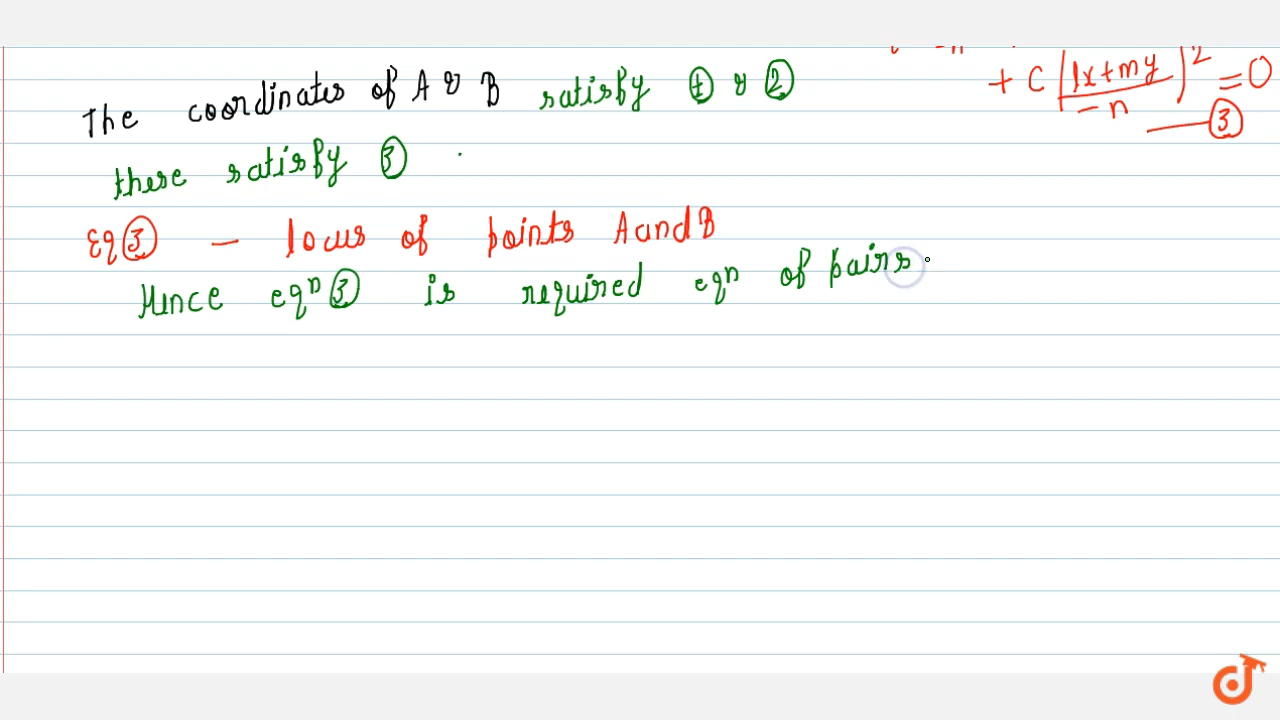 + C (lx+my / -n)² = 0
③
The coordinates of A & B satisfy ① & ②
these satisfy ③
Eq ③ - locus of points A and B
Hence eqⁿ ③ is required eqⁿ of pairs